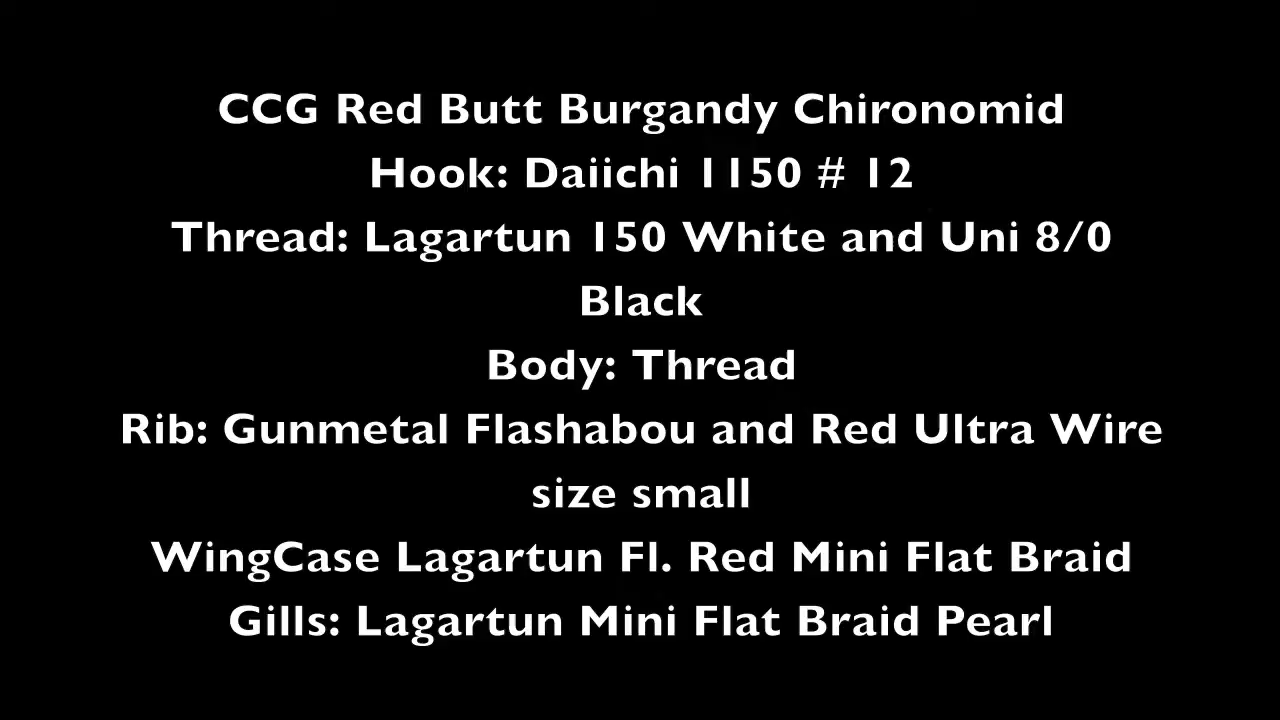 CCG Red Butt Burgandy Chironomid
Hook: Daiichi 1150 # 12
Thread: Lagartun 150 White and Uni 8/0
Black
Body: Thread
Rib: Gunmetal Flashabou and Red Ultra Wire
size small
WingCase Lagartun Fl. Red Mini Flat Braid
Gills: Lagartun Mini Flat Braid Pearl